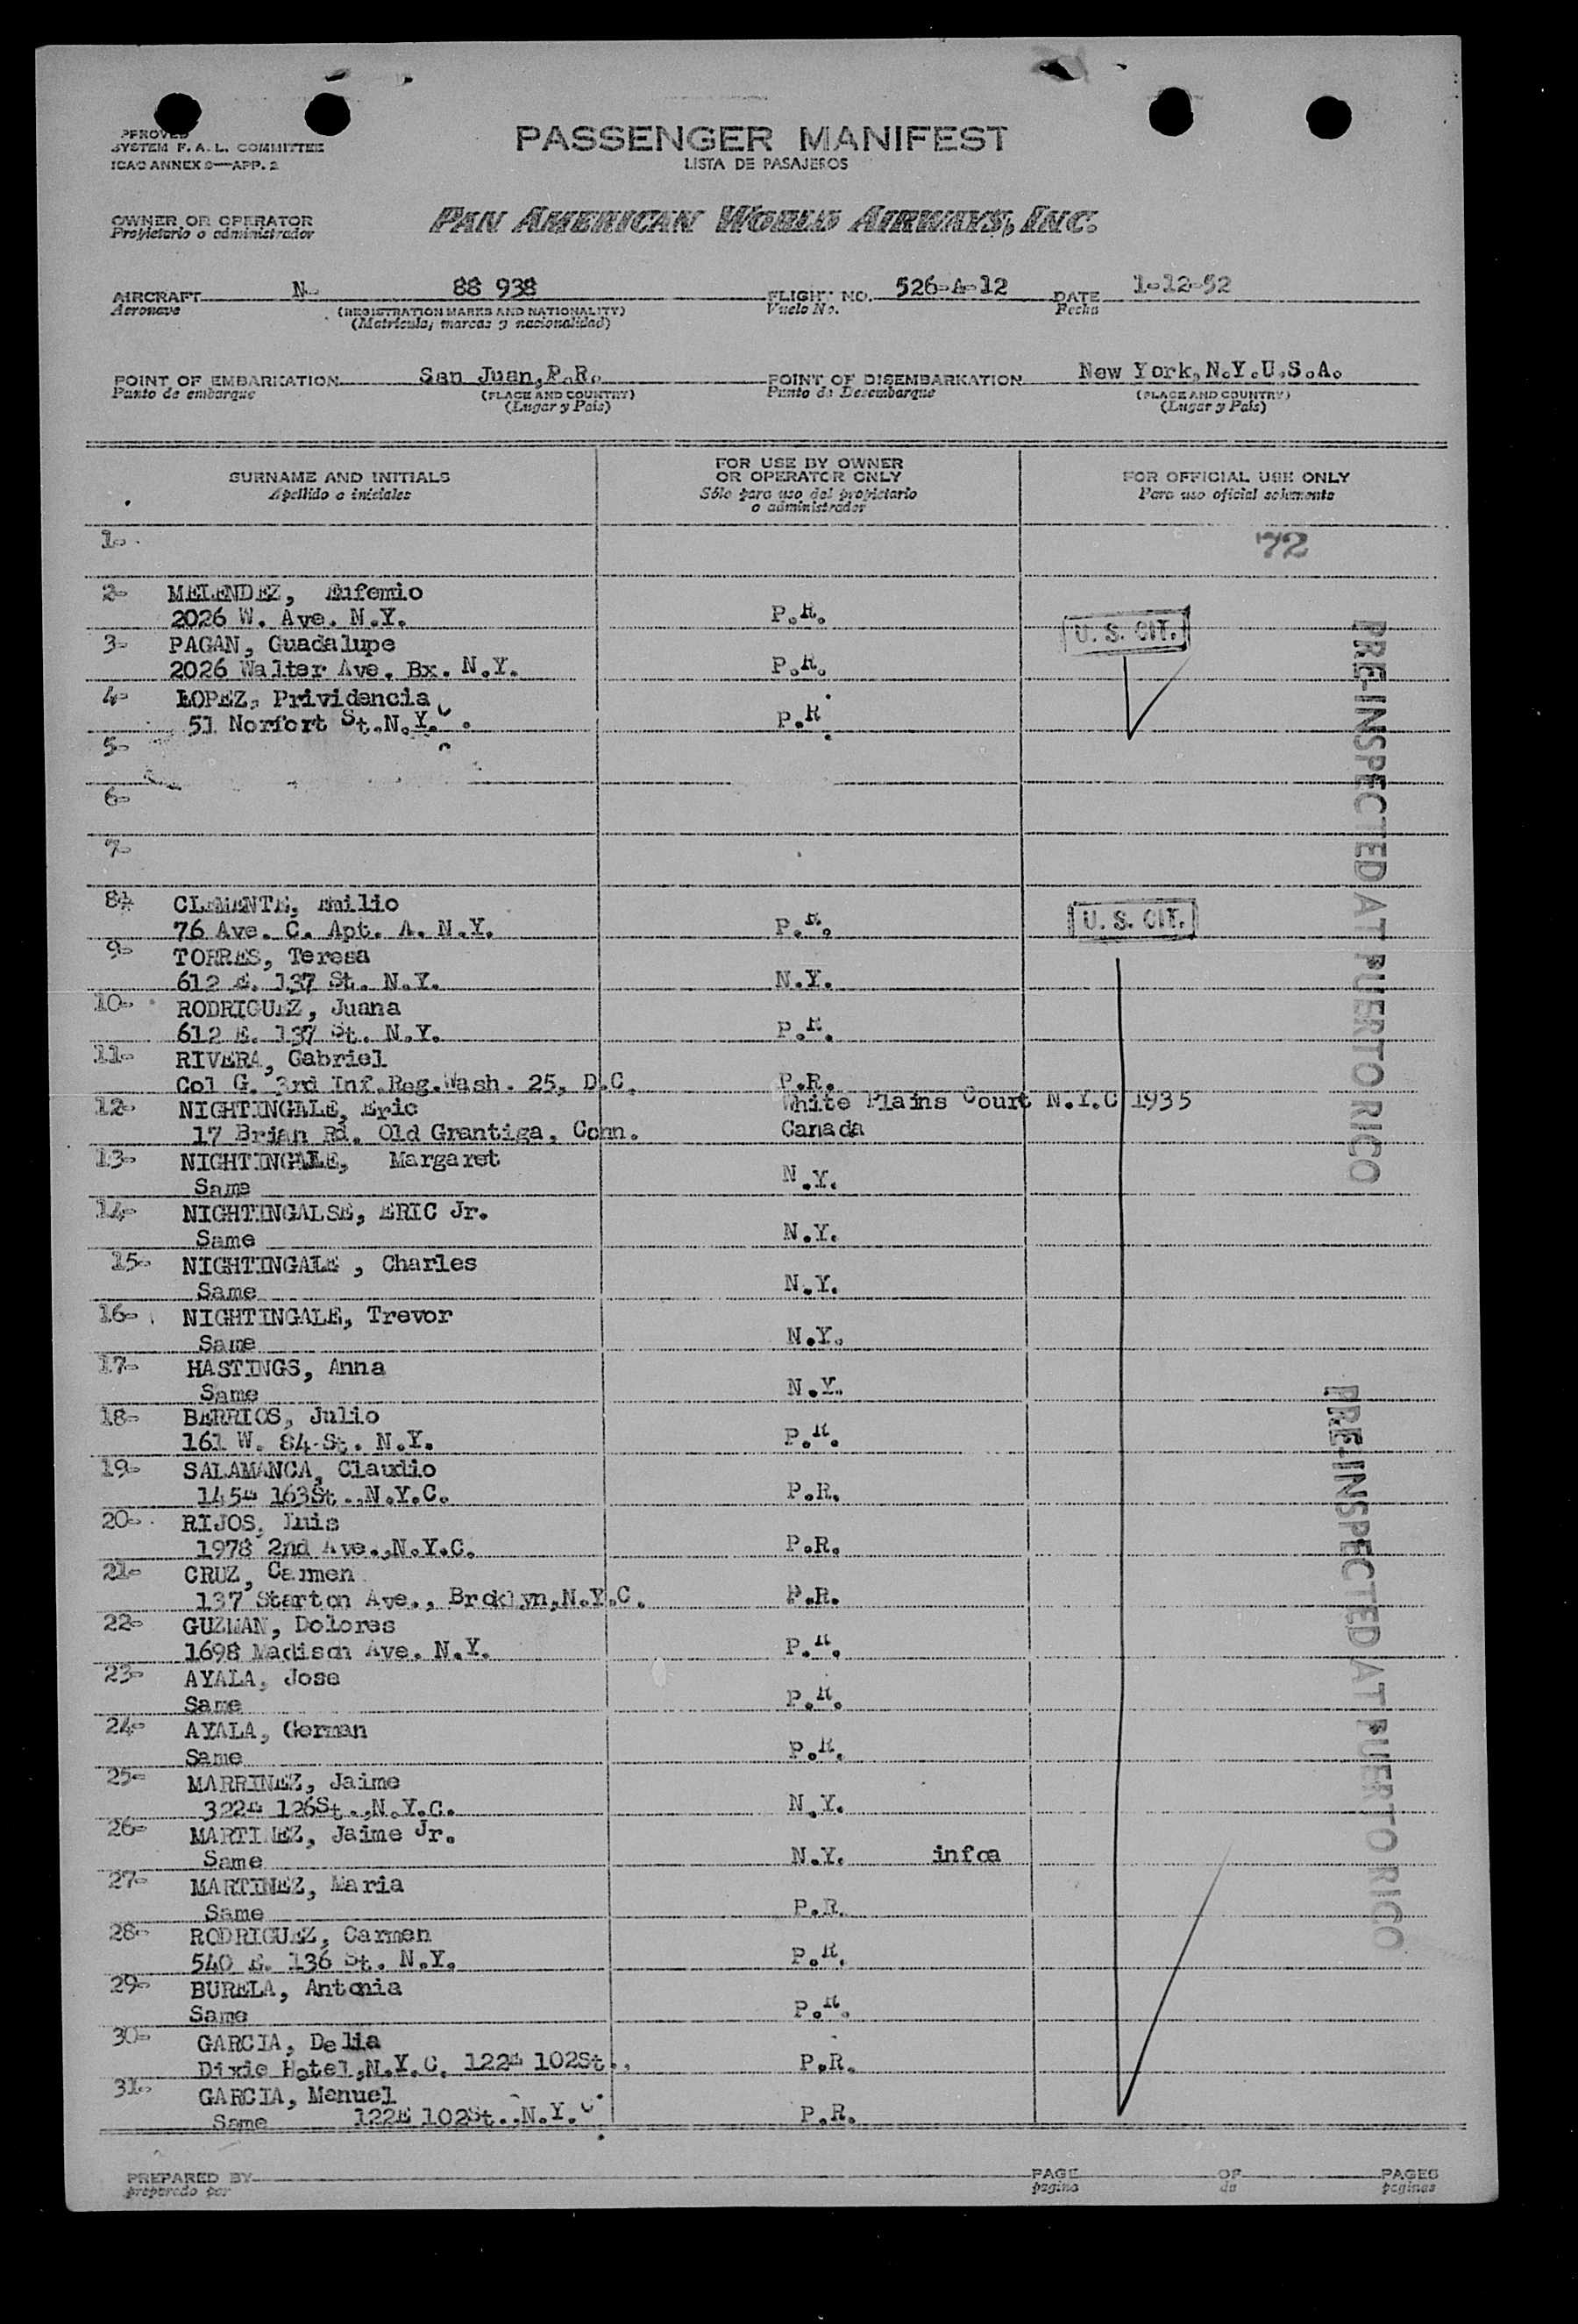 PPROVED
SYSTEM F. A. L. COMMITTEE
ICAO ANNEX 9—APP. 2
PASSENGER MANIFEST
LISTA DE PASAJEROS
OWNER OR OPERATOR
Propietario o administrador
PAN AMERICAN WORLD AIRWAYS, INC.
AIRCRAFT N- 88 938 FLIGHT NO. 526-A-12 DATE 1-12-52
Aeronave (REGISTRATION MARKS AND NATIONALITY) Vuelo No. Fecha
(Matrícula, marcas y nacionalidad)
POINT OF EMBARKATION San Juan,P.R. POINT OF DISEMBARKATION New York,N.Y.U.S.A.
Punto de embarque (PLACE AND COUNTRY) Punto de Desembarque (PLACE AND COUNTRY)
(Lugar y País) (Lugar y País)
SURNAME AND INITIALS FOR USE BY OWNER OR OPERATOR ONLY FOR OFFICIAL USE ONLY
Apellido e iniciales Sólo para uso del propietario o administrador Para uso oficial solamente
1- 72
2- MELENDEZ, Eufemio
2026 W. Ave. N.Y. P.R. U. S. CIT.
3- PAGAN, Guadalupe
2026 Walter Ave. Bx. N.Y. P.R.
4- LOPEZ, Prividencia
51 Norfort St.N.Y. P.R.
5-
6-
7-
8- CLEMENTE, Emilio
76 Ave. C. Apt. A. N.Y. P.R. U. S. CIT.
9- TORRES, Teresa
612 E. 137 St. N.Y. N.Y.
10- RODRIGUEZ, Juana
612 E. 137 St. N.Y. P.R.
11- RIVERA, Gabriel
Col G. 3rd Inf.Reg.Wash. 25, D.C. P.R.
12- NIGHTINGALE, Eric White Plains Court N.Y.C 1935
17 Brian Rd. Old Grantiga, Conn. Canada
13- NIGHTINGALE, Margaret
Same N.Y.
14- NIGHTINGALSE, ERIC Jr.
Same N.Y.
15- NIGHTINGALE , Charles
Same N.Y.
16- NIGHTINGALE, Trevor
Same N.Y.
17- HASTINGS, Anna
Same N.Y.
18- BERRIOS, Julio
161 W. 84 St. N.Y. P.R.
19- SALAMANCA, Claudio
145- 163St.,N.Y.C. P.R.
20- RIJOS, Luis
1978 2nd Ave.,N.Y.C. P.R.
21- CRUZ, Carmen
137 Starton Ave., Brcklyn,N.Y.C. P.R.
22- GUZMAN, Dolores
1698 Madison Ave. N.Y. P.R.
23- AYALA, Jose
Same P.R.
24- AYALA, German
Same P.R.
25- MARRINEZ, Jaime
322E 126St.,N.Y.C. N.Y.
26- MARTINEZ, Jaime Jr.
Same N.Y. infoa
27- MARTINEZ, Maria
Same P.R.
28- RODRIGUEZ, Carmen
540 E. 136 St. N.Y. P.R.
29- BURELA, Antonia
Same P.R.
30- GARCIA, Delia
Dixie Hotel,N.Y.C. 122E 102St., P.R.
31- GARCIA, Manuel
Same 122E 102St.,N.Y.C. P.R.
PRE-INSPECTED AT PUERTO RICO
PRE-INSPECTED AT PUERTO RICO
PREPARED BY PAGE OF PAGES
preparado por pagina de paginas